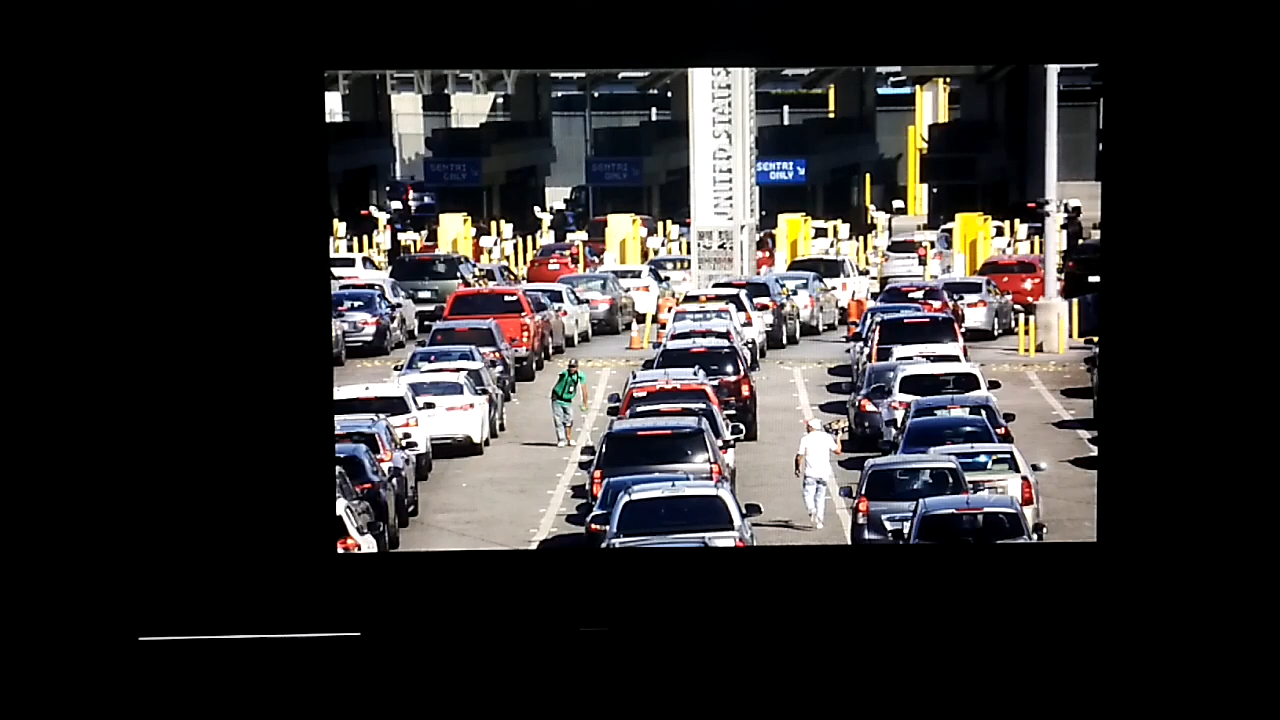 SENTRI
ONLY
SENTRI
ONLY
UNITED STATES
SENTRI
ONLY